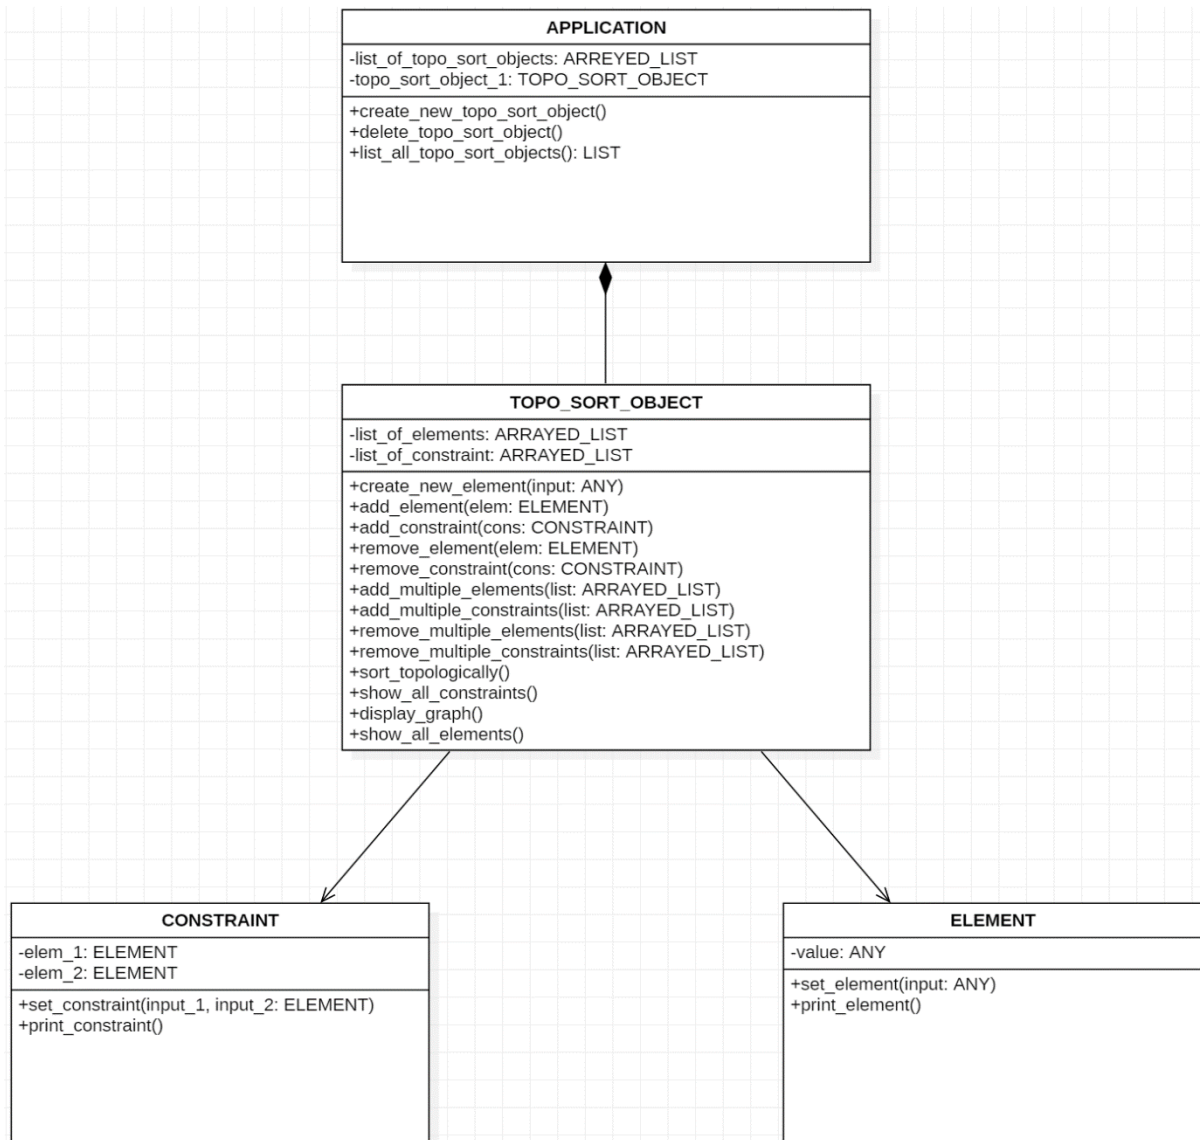 APPLICATION
-list_of_topo_sort_objects: ARREYED_LIST
-topo_sort_object_1: TOPO_SORT_OBJECT
+create_new_topo_sort_object()
+delete_topo_sort_object()
+list_all_topo_sort_objects(): LIST
TOPO_SORT_OBJECT
-list_of_elements: ARRAYED_LIST
-list_of_constraint: ARRAYED_LIST
+create_new_element(input: ANY)
+add_element(elem: ELEMENT)
+add_constraint(cons: CONSTRAINT)
+remove_element(elem: ELEMENT)
+remove_constraint(cons: CONSTRAINT)
+add_multiple_elements(list: ARRAYED_LIST)
+add_multiple_constraints(list: ARRAYED_LIST)
+remove_multiple_elements(list: ARRAYED_LIST)
+remove_multiple_constraints(list: ARRAYED_LIST)
+sort_topologically()
+show_all_constraints()
+display_graph()
+show_all_elements()
CONSTRAINT
-elem_1: ELEMENT
-elem_2: ELEMENT
+set_constraint(input_1, input_2: ELEMENT)
+print_constraint()
ELEMENT
-value: ANY
+set_element(input: ANY)
+print_element()